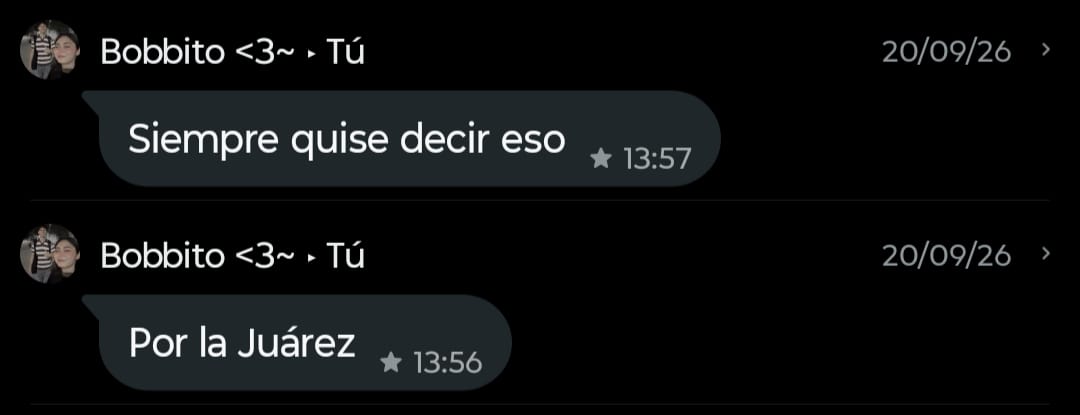 Bobbito <3~ ▸ Tú 20/09/26 >
Siempre quise decir eso ★ 13:57
Bobbito <3~ ▸ Tú 20/09/26 >
Por la Juárez ★ 13:56